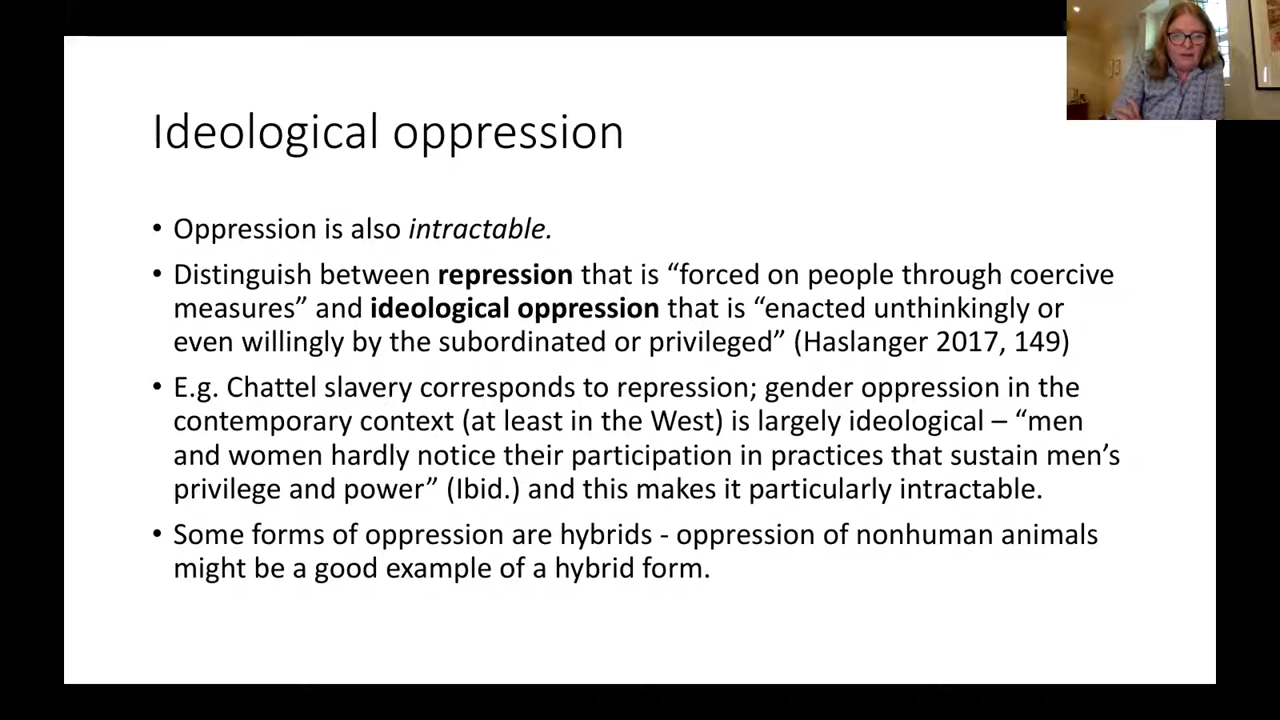 Ideological oppression
• Oppression is also intractable.
• Distinguish between repression that is “forced on people through coercive
measures” and ideological oppression that is “enacted unthinkingly or
even willingly by the subordinated or privileged” (Haslanger 2017, 149)
• E.g. Chattel slavery corresponds to repression; gender oppression in the
contemporary context (at least in the West) is largely ideological – “men
and women hardly notice their participation in practices that sustain men’s
privilege and power” (Ibid.) and this makes it particularly intractable.
• Some forms of oppression are hybrids - oppression of nonhuman animals
might be a good example of a hybrid form.